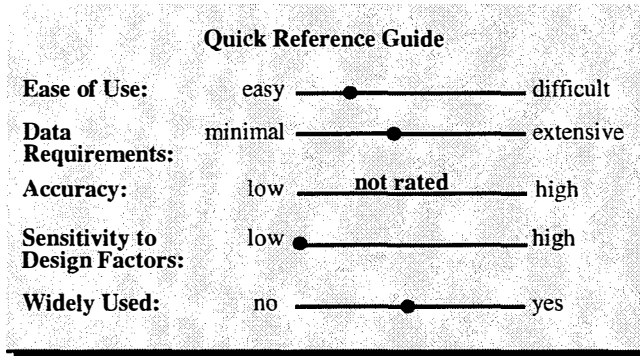 Quick Reference Guide
Ease of Use: easy difficult
Data minimal extensive
Requirements:
Accuracy: low not rated high
Sensitivity to low high
Design Factors:
Widely Used: no yes